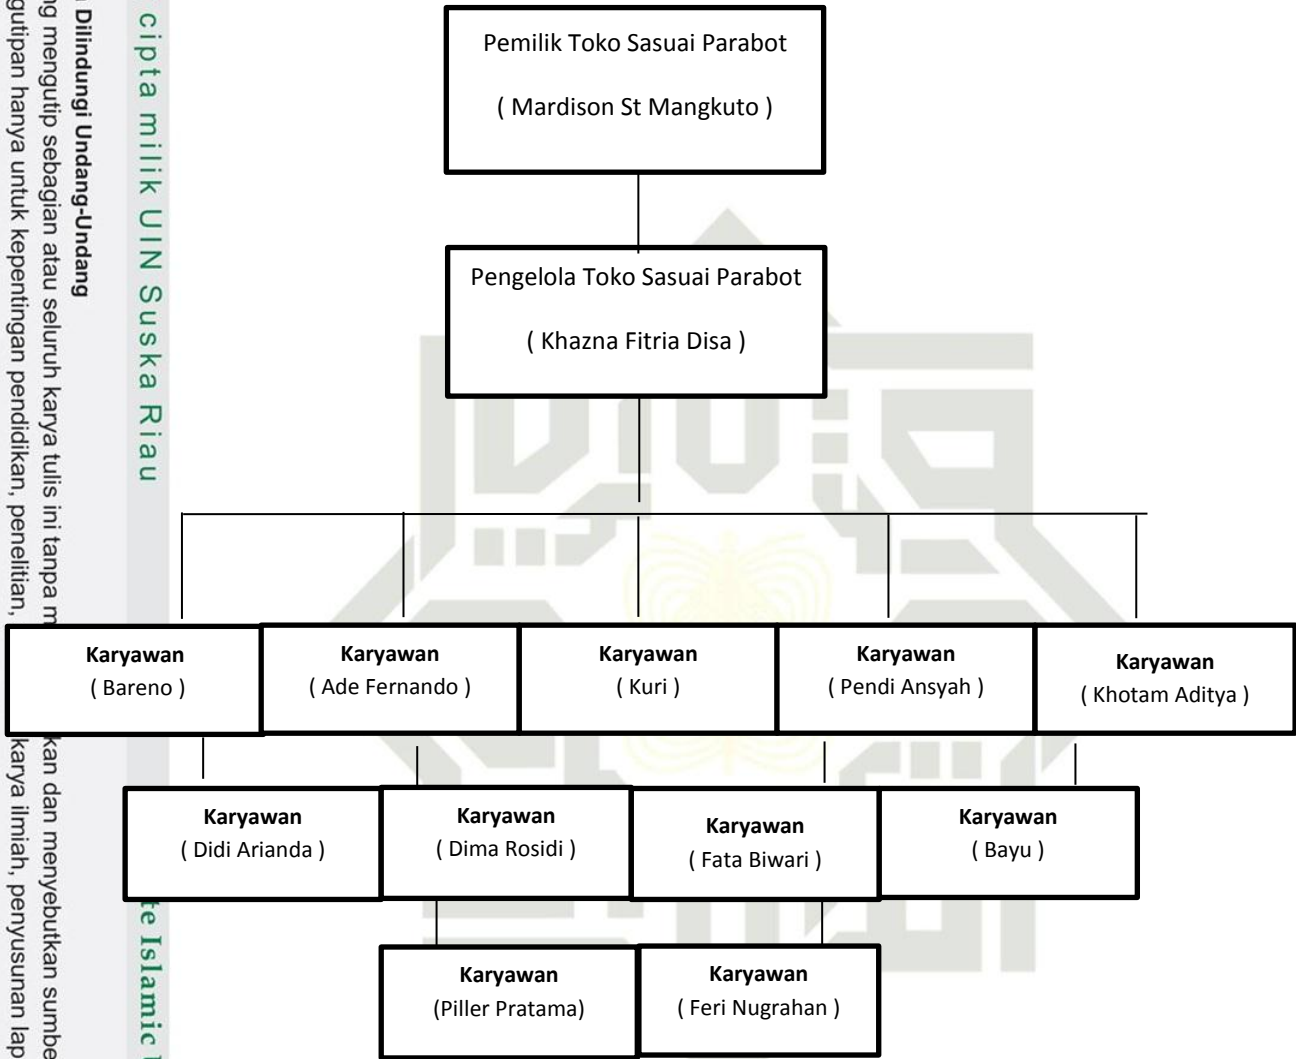 Pemilik Toko Sasuai Parabot
( Mardison St Mangkuto )
Pengelola Toko Sasuai Parabot
( Khazna Fitria Disa )
Karyawan
( Bareno )
Karyawan
( Ade Fernando )
Karyawan
( Kuri )
Karyawan
( Pendi Ansyah )
Karyawan
( Khotam Aditya )
Karyawan
( Didi Arianda )
Karyawan
( Dima Rosidi )
Karyawan
( Fata Biwari )
Karyawan
( Bayu )
Karyawan
(Piller Pratama)
Karyawan
( Feri Nugrahan )
cipta milik UIN Suska Riau
te Islamic
Dilindungi Undang-Undang
mengutip sebagian atau seluruh karya tulis ini tanpa
kan dan menyebutkan sumbe
gutipan hanya untuk kepentingan pendidikan, penelitian,
karya ilmiah, penyusunan lap